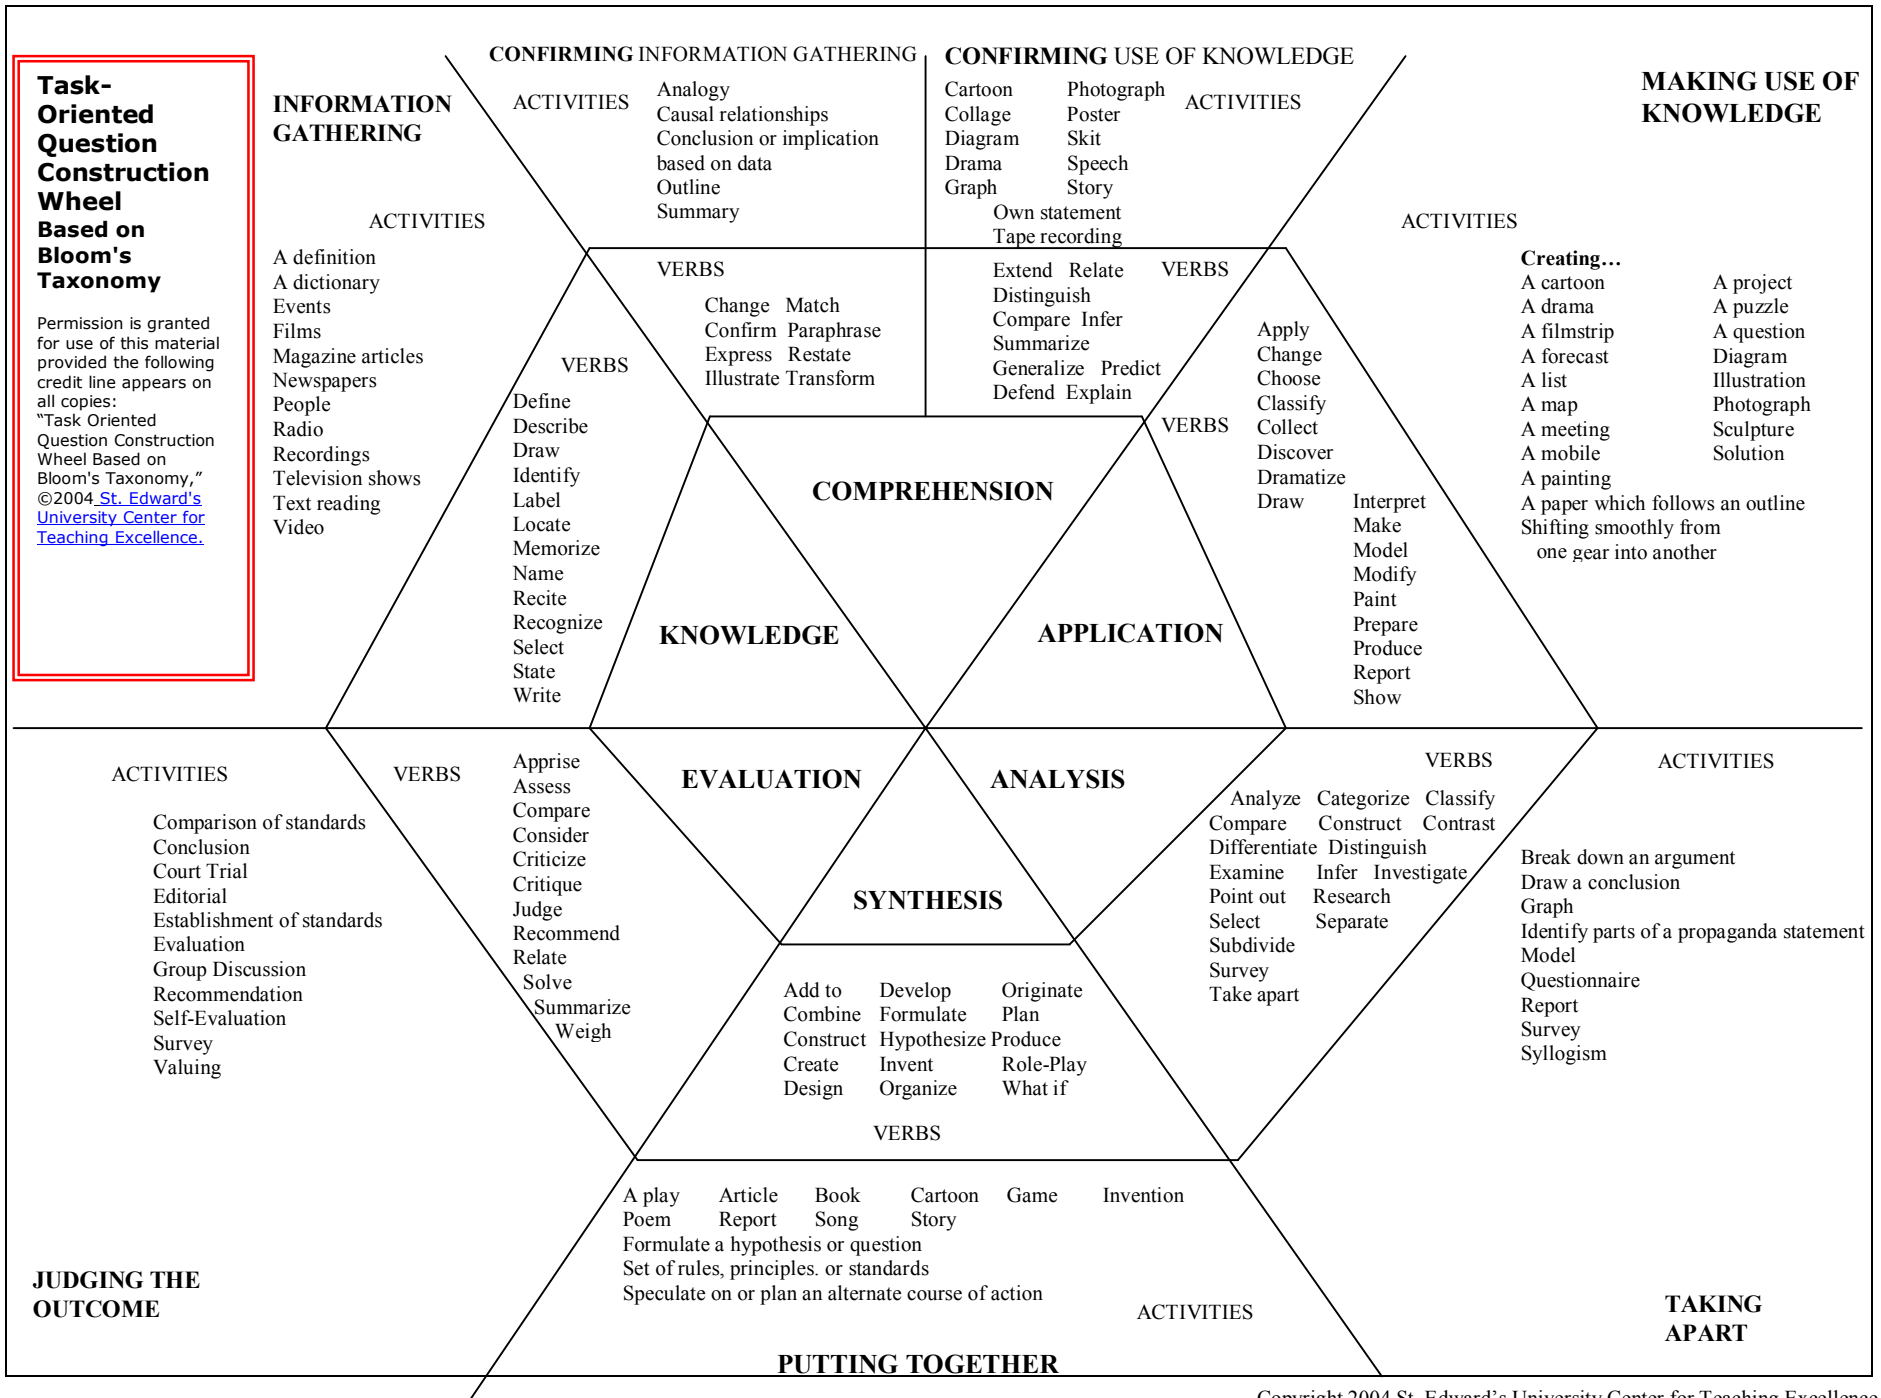 Task-
Oriented
Question
Construction
Wheel
Based on
Bloom's
Taxonomy
Permission is granted
for use of this material
provided the following
credit line appears on
all copies:
“Task Oriented
Question Construction
Wheel Based on
Bloom's Taxonomy,”
©2004 St. Edward's
University Center for
Teaching Excellence.
INFORMATION
GATHERING
ACTIVITIES
A definition
A dictionary
Events
Films
Magazine articles
Newspapers
People
Radio
Recordings
Television shows
Text reading
Video
VERBS
Define
Describe
Draw
Identify
Label
Locate
Memorize
Name
Recite
Recognize
Select
State
Write
KNOWLEDGE
CONFIRMING INFORMATION GATHERING
ACTIVITIES
Analogy
Causal relationships
Conclusion or implication
based on data
Outline
Summary
VERBS
Change Match
Confirm Paraphrase
Express Restate
Illustrate Transform
CONFIRMING USE OF KNOWLEDGE
Cartoon Photograph
ACTIVITIES
Collage Poster
Diagram Skit
Drama Speech
Graph Story
Own statement
Tape recording
Extend Relate
VERBS
Distinguish
Compare Infer
Summarize
Generalize Predict
Defend Explain
COMPREHENSION
MAKING USE OF
KNOWLEDGE
ACTIVITIES
Creating…
A cartoon A project
A drama A puzzle
A filmstrip A question
A forecast Diagram
A list Illustration
A map Photograph
A meeting Sculpture
A mobile Solution
A painting
A paper which follows an outline
Shifting smoothly from
one gear into another
VERBS
Apply
Change
Choose
Classify
Collect
Discover
Dramatize
Draw Interpret
Make
Model
Modify
Paint
Prepare
Produce
Report
Show
APPLICATION
ACTIVITIES
Comparison of standards
Conclusion
Court Trial
Editorial
Establishment of standards
Evaluation
Group Discussion
Recommendation
Self-Evaluation
Survey
Valuing
JUDGING THE
OUTCOME
VERBS
Apprise
Assess
Compare
Consider
Criticize
Critique
Judge
Recommend
Relate
Solve
Summarize
Weigh
EVALUATION
ANALYSIS
VERBS
Analyze Categorize Classify
Compare Construct Contrast
Differentiate Distinguish
Examine Infer Investigate
Point out Research
Select Separate
Subdivide
Survey
Take apart
ACTIVITIES
Break down an argument
Draw a conclusion
Graph
Identify parts of a propaganda statement
Model
Questionnaire
Report
Survey
Syllogism
TAKING
APART
SYNTHESIS
Add to Develop Originate
Combine Formulate Plan
Construct Hypothesize Produce
Create Invent Role-Play
Design Organize What if
VERBS
A play Article Book Cartoon Game Invention
Poem Report Song Story
Formulate a hypothesis or question
Set of rules, principles. or standards
Speculate on or plan an alternate course of action
ACTIVITIES
PUTTING TOGETHER
Copyright 2004 St. Edward’s University Center for Teaching Excellence